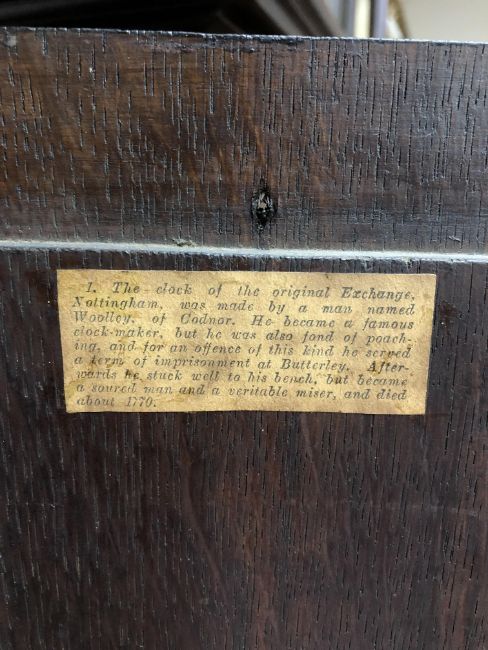 1. The clock of the original Exchange,
Nottingham, was made by a man named
Woolley, of Codnor. He became a famous
clock-maker, but he was also fond of poach-
ing, and for an offence of this kind he served
a term of imprisonment at Butterley. After-
wards he stuck well to his bench, but became
a soured man and a veritable miser, and died
about 1770.